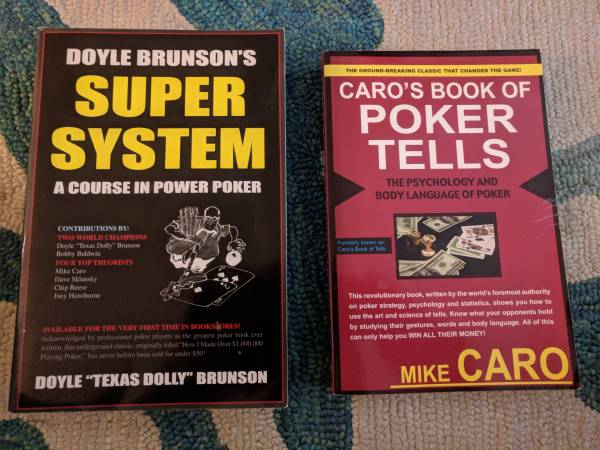 DOYLE BRUNSON'S
SUPER
SYSTEM
A COURSE IN POWER POKER
CONTRIBUTIONS BY:
TWO WORLD CHAMPIONS
Doyle "Texas Dolly" Brunson
Bobby Baldwin
FOUR TOP THEORISTS
Mike Caro
Dave Sklansky
Chip Reese
Joey Hawthorne
AVAILABLE FOR THE VERY FIRST TIME IN BOOKSTORES!
Acknowledged by professional poker players as the greatest poker book ever
written, this underground classic, originally titled "How I Made Over $1,000,000
Playing Poker," has never before been sold for under $50!
DOYLE "TEXAS DOLLY" BRUNSON
THE GROUND-BREAKING CLASSIC THAT CHANGED THE GAME!
CARO'S BOOK OF
POKER
TELLS
THE PSYCHOLOGY AND
BODY LANGUAGE OF POKER
Formerly known as:
Caro's Book of Tells
This revolutionary book, written by the world's foremost authority
on poker strategy, psychology and statistics, shows you how to
use the art and science of tells. Know what your opponents hold
by studying their gestures, words and body language. All of this
can only help you WIN ALL THEIR MONEY!
MIKE CARO